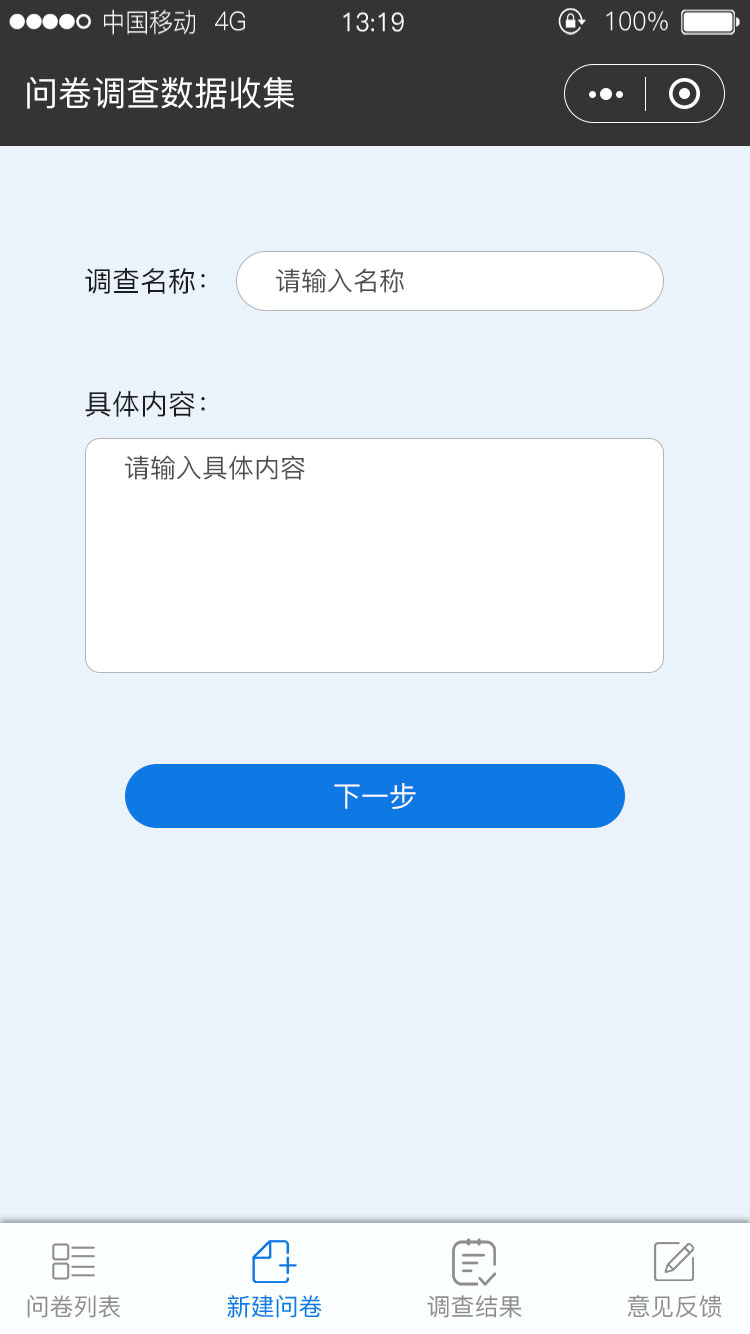 中国移动 4G 13:19 100%
问卷调查数据收集
调查名称： 请输入名称
具体内容：
请输入具体内容
下一步
问卷列表 新建问卷 调查结果 意见反馈